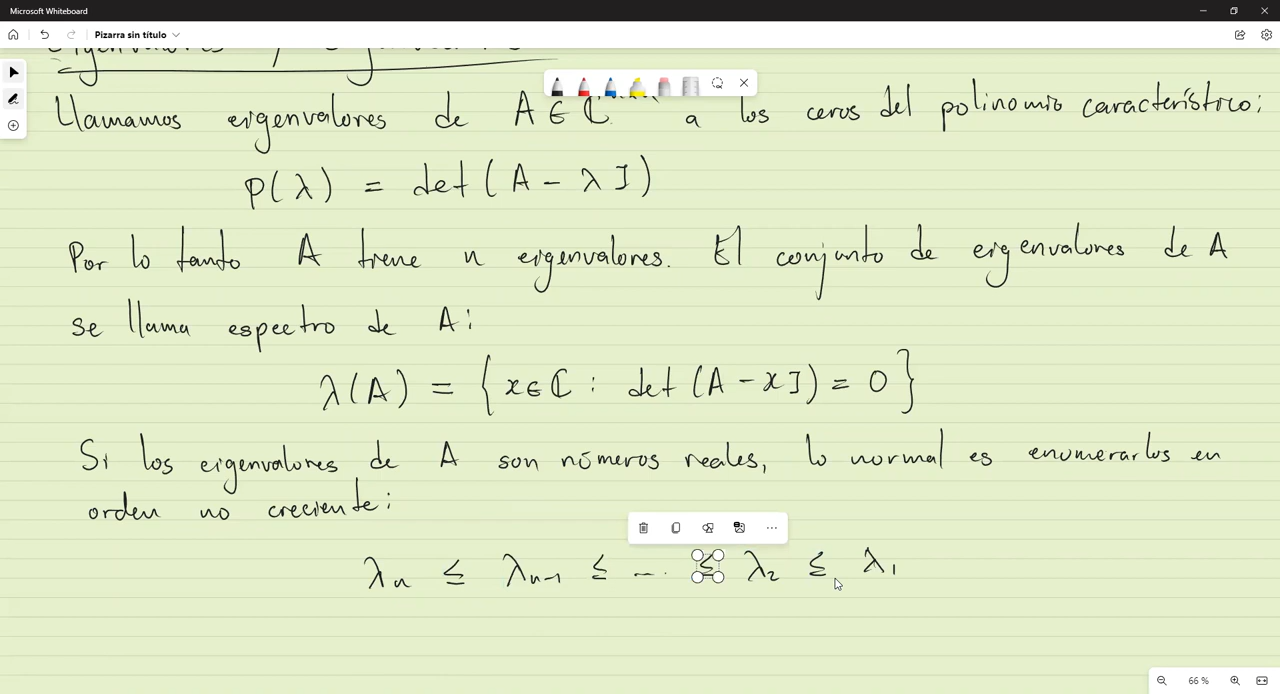 Microsoft Whiteboard
Pizarra sin título
Eigenvalores y
Llamamos eigenvalores de A ∈ ℂ a los ceros del polinomio característico:
P(λ) = det(A - λI)
Por lo tanto A tiene n eigenvalores. El conjunto de eigenvalores de A
se llama espectro de A:
λ(A) = {x ∈ ℂ : det(A - xI) = 0}
Si los eigenvalores de A son números reales, lo normal es enumerarlos en
orden no creciente:
λn ≤ λn-1 ≤ ... ≤ λ2 ≤ λ1
66 %